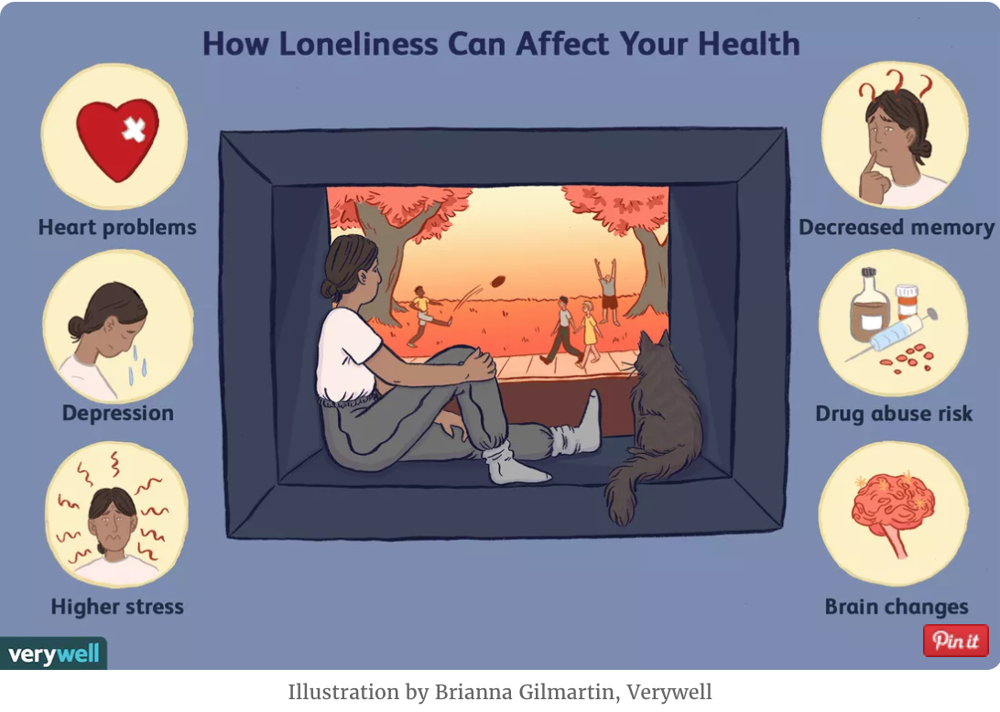 How Loneliness Can Affect Your Health
Heart problems
Decreased memory
Depression
Drug abuse risk
Higher stress
Brain changes
verywell
Pin it
Illustration by Brianna Gilmartin, Verywell